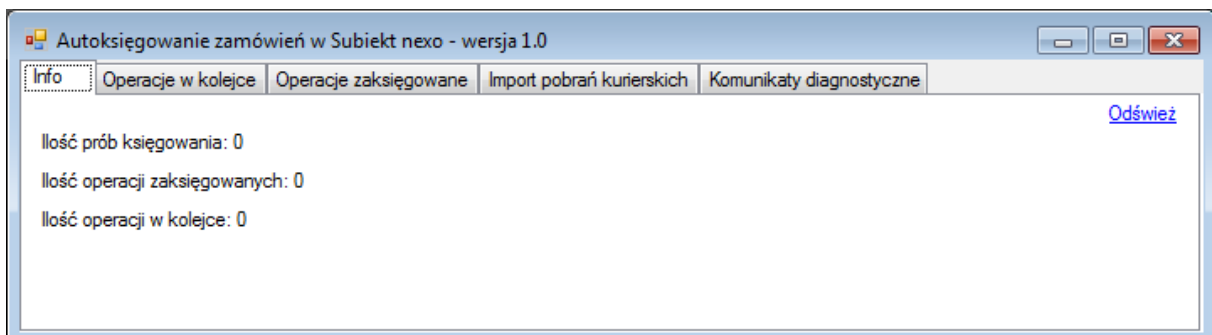 Autoksięgowanie zamówień w Subiekt nexo - wersja 1.0
Info Operacje w kolejce Operacje zaksięgowane Import pobrań kurierskich Komunikaty diagnostyczne
Odśwież
Ilość prób księgowania: 0
Ilość operacji zaksięgowanych: 0
Ilość operacji w kolejce: 0